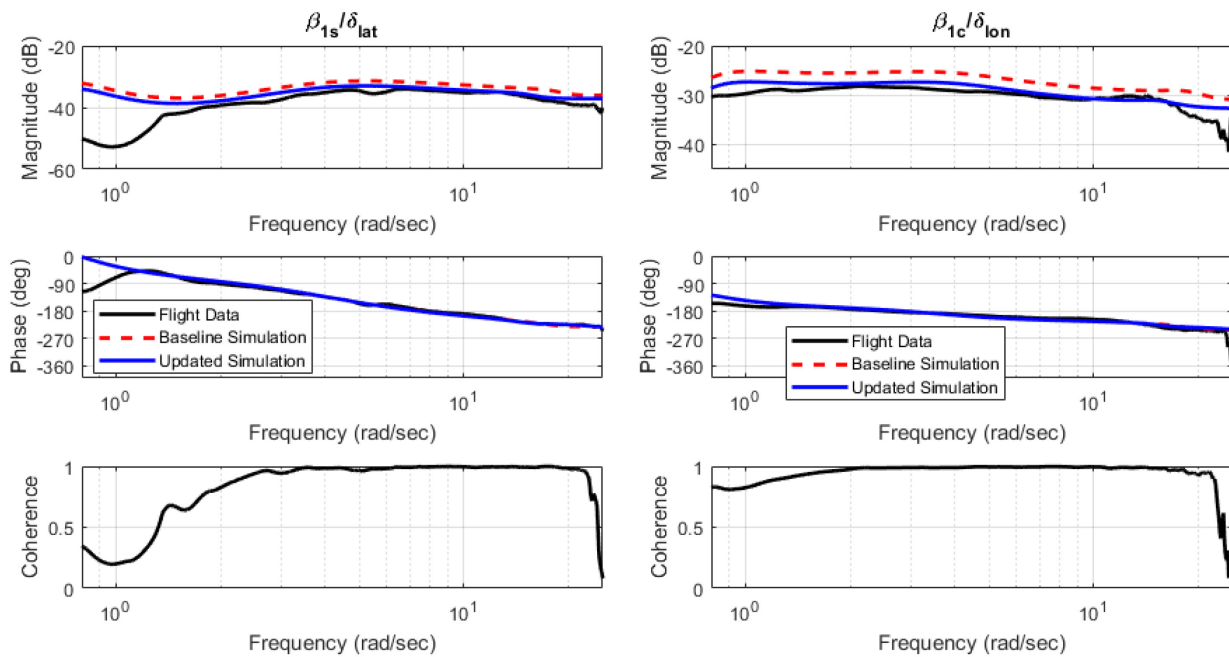 β1s/δlat
-20
-40
-60
Magnitude (dB)
10^0
10^1
Frequency (rad/sec)
β1c/δlon
-20
-30
-40
Magnitude (dB)
10^0
10^1
Frequency (rad/sec)
0
-90
-180
-270
-360
Phase (deg)
Flight Data
Baseline Simulation
Updated Simulation
10^0
10^1
Frequency (rad/sec)
0
-90
-180
-270
-360
Phase (deg)
Flight Data
Baseline Simulation
Updated Simulation
10^0
10^1
Frequency (rad/sec)
1
0.5
0
Coherence
10^0
10^1
Frequency (rad/sec)
1
0.5
0
Coherence
10^0
10^1
Frequency (rad/sec)